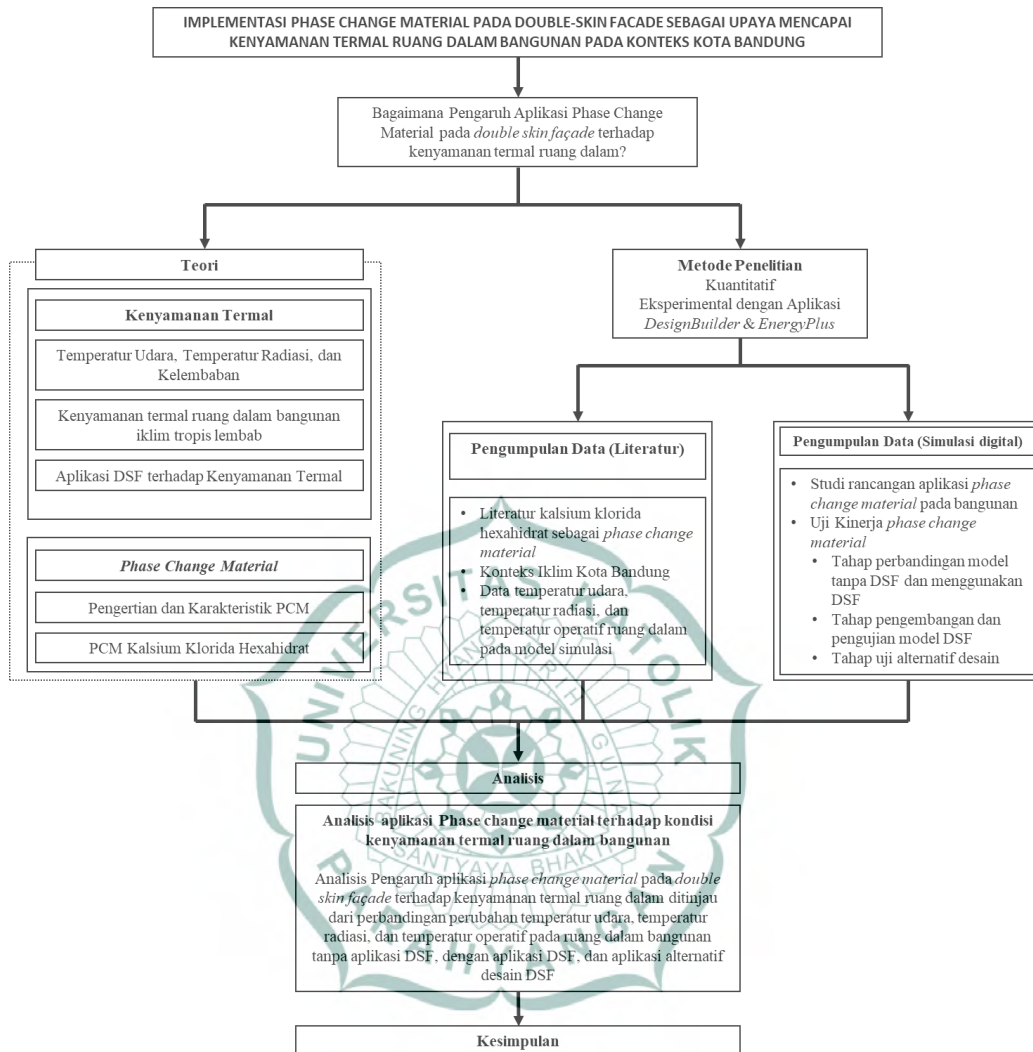 IMPLEMENTASI PHASE CHANGE MATERIAL PADA DOUBLE-SKIN FACADE SEBAGAI UPAYA MENCAPAI
KENYAMANAN TERMAL RUANG DALAM BANGUNAN PADA KONTEKS KOTA BANDUNG
Bagaimana Pengaruh Aplikasi Phase Change
Material pada double skin façade terhadap
kenyamanan termal ruang dalam?
Teori
Kenyamanan Termal
Temperatur Udara, Temperatur Radiasi, dan
Kelembaban
Kenyamanan termal ruang dalam bangunan
iklim tropis lembab
Aplikasi DSF terhadap Kenyamanan Termal
Phase Change Material
Pengertian dan Karakteristik PCM
PCM Kalsium Klorida Hexahidrat
Metode Penelitian
Kuantitatif
Eksperimental dengan Aplikasi
DesignBuilder & EnergyPlus
Pengumpulan Data (Literatur)
• Literatur kalsium klorida
hexahidrat sebagai phase change
material
• Konteks Iklim Kota Bandung
• Data temperatur udara,
temperatur radiasi, dan
temperatur operatif ruang dalam
pada model simulasi
Pengumpulan Data (Simulasi digital)
• Studi rancangan aplikasi phase
change material pada bangunan
• Uji Kinerja phase change
material
• Tahap perbandingan model
tanpa DSF dan menggunakan
DSF
• Tahap pengembangan dan
pengujian model DSF
• Tahap uji alternatif desain
Analisis
Analisis aplikasi Phase change material terhadap kondisi
kenyamanan termal ruang dalam bangunan
Analisis Pengaruh aplikasi phase change material pada double
skin façade terhadap kenyamanan termal ruang dalam ditinjau
dari perbandingan perubahan temperatur udara, temperatur
radiasi, dan temperatur operatif pada ruang dalam bangunan
tanpa aplikasi DSF, dengan aplikasi DSF, dan aplikasi alternatif
desain DSF
Kesimpulan
UNIVERSITAS KATOLIK
PARAHYANGAN
BAKUNING HYANG MRIH GUNA
SANTYAYA BHAKTI